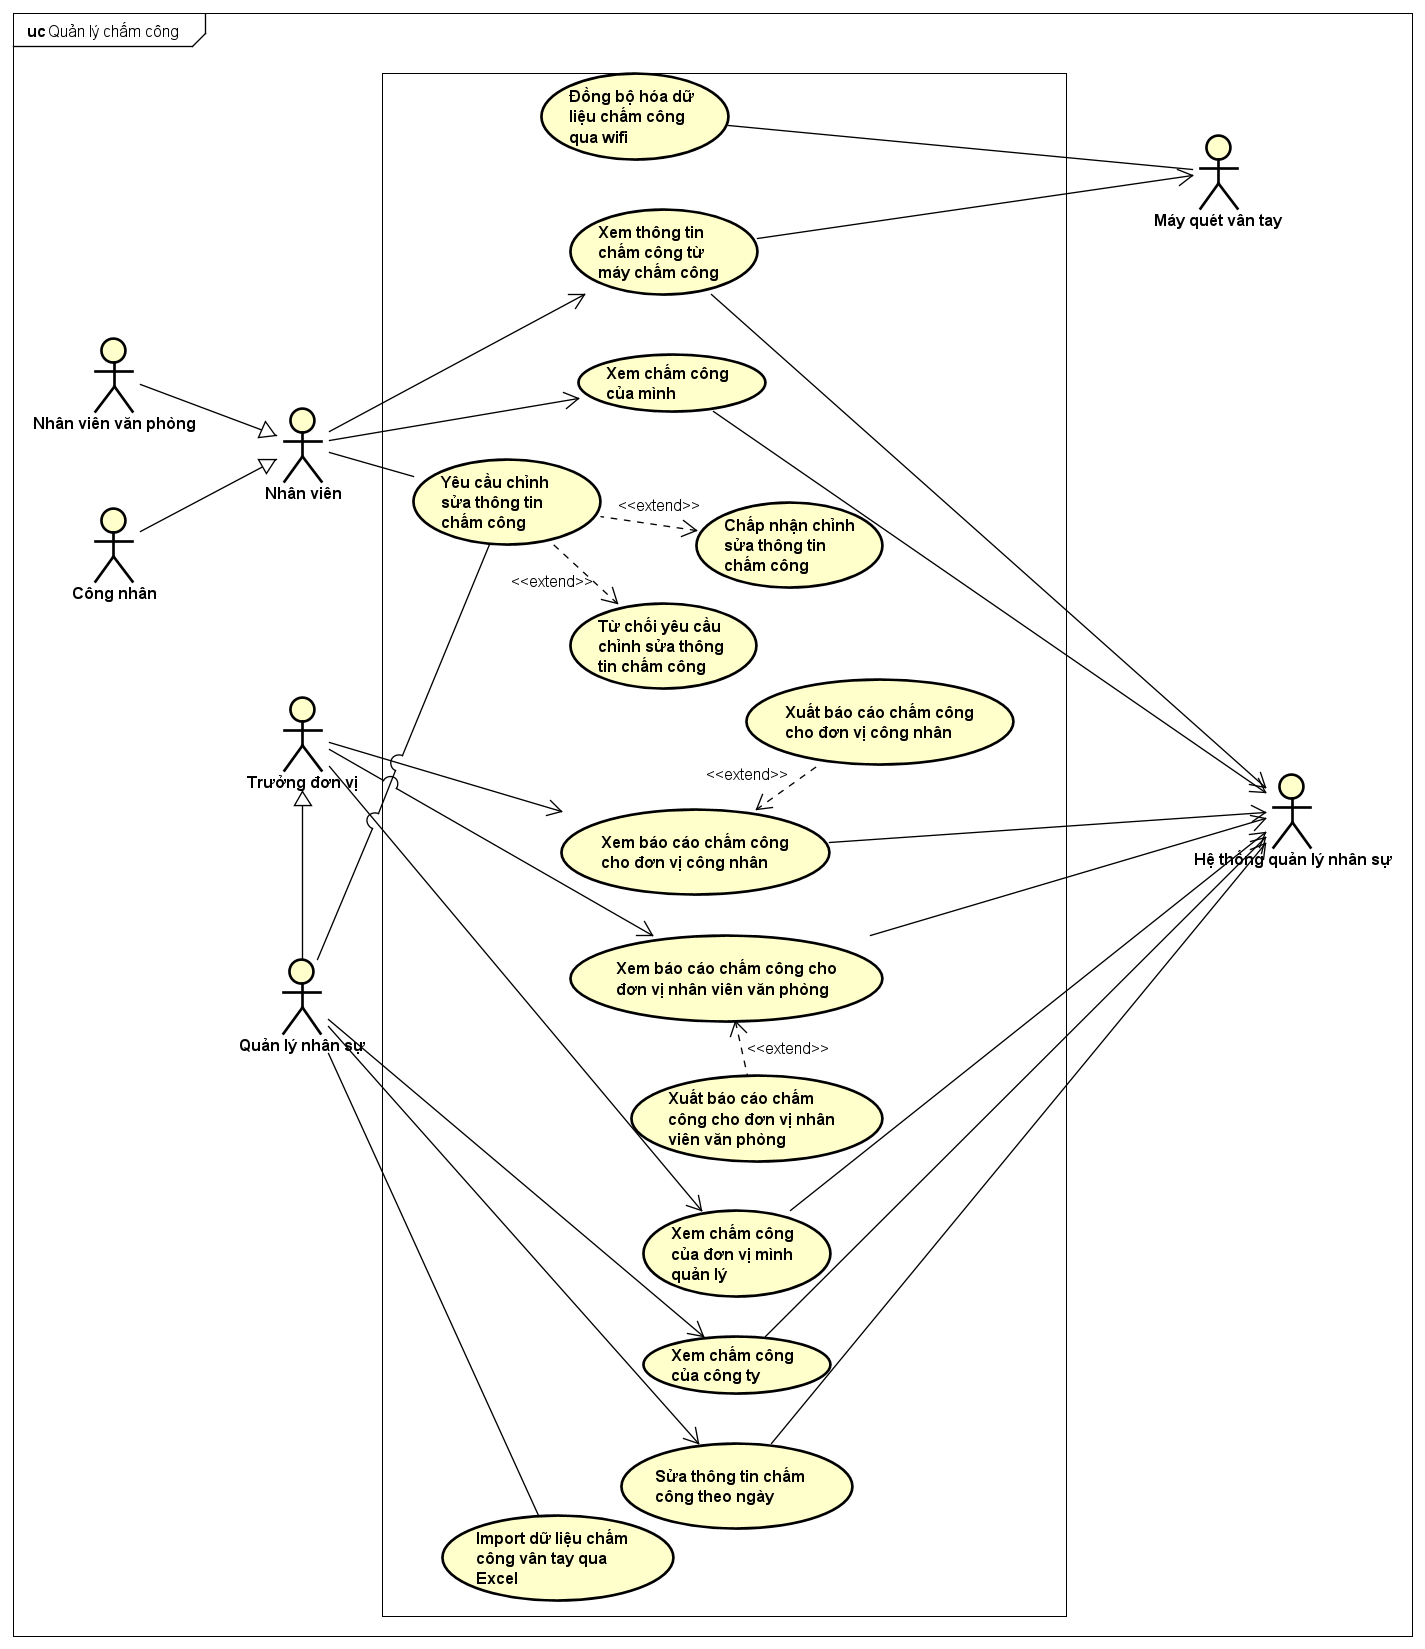 uc Quản lý chấm công
Đồng bộ hóa dữ
liệu chấm công
qua wifi
Máy quét vân tay
Xem thông tin
chấm công từ
máy chấm công
Nhân viên văn phòng
Xem chấm công
của mình
Nhân viên
Công nhân
Yêu cầu chỉnh
sửa thông tin
chấm công
<<extend>>
Chấp nhận chỉnh
sửa thông tin
chấm công
<<extend>>
Từ chối yêu cầu
chỉnh sửa thông
tin chấm công
Xuất báo cáo chấm công
cho đơn vị công nhân
<<extend>>
Trưởng đơn vị
Xem báo cáo chấm công
cho đơn vị công nhân
Hệ thống quản lý nhân sự
Xem báo cáo chấm công cho
đơn vị nhân viên văn phòng
Quản lý nhân sự
<<extend>>
Xuất báo cáo chấm
công cho đơn vị nhân
viên văn phòng
Xem chấm công
của đơn vị mình
quản lý
Xem chấm công
của công ty
Sửa thông tin chấm
công theo ngày
Import dữ liệu chấm
công vân tay qua
Excel